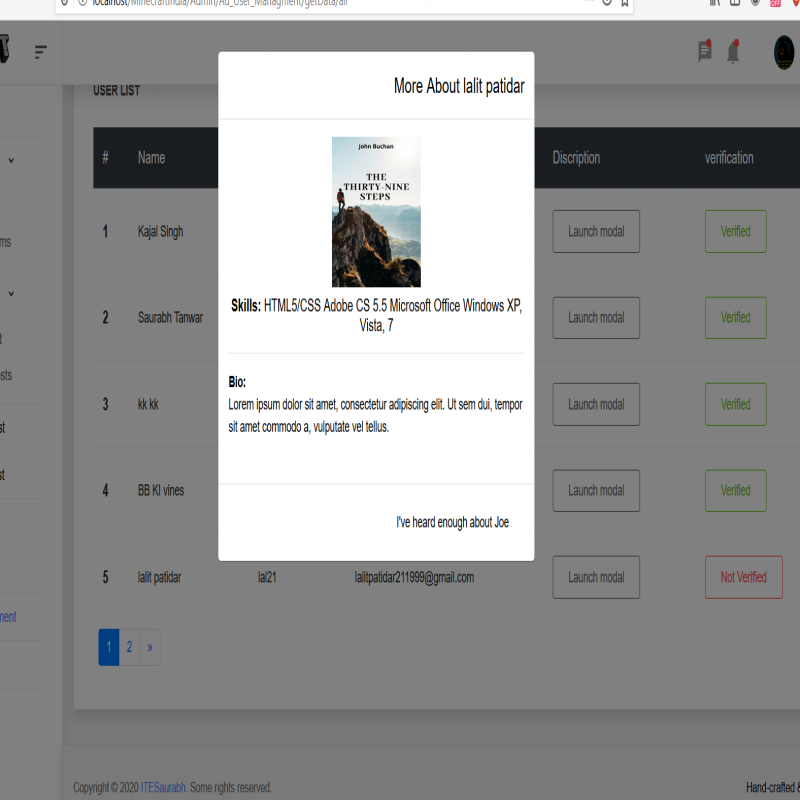 localhost/MinecraftIndia/Admin/Ad_User_Managment/getData/all
OFF
More About lalit patidar
USER LIST
# Name Discription verification
John Buchan
THE
THIRTY-NINE
STEPS
1 Kajal Singh Launch modal Verified
Skills: HTML5/CSS Adobe CS 5.5 Microsoft Office Windows XP,
Vista, 7
2 Saurabh Tanwar Launch modal Verified
Bio:
Lorem ipsum dolor sit amet, consectetur adipiscing elit. Ut sem dui, tempor
sit amet commodo a, vulputate vel tellus.
3 kk kk Launch modal Verified
4 BB KI vines Launch modal Verified
I've heard enough about Joe
5 lalit patidar lal21 lalitpatidar211999@gmail.com Launch modal Not Verified
1 2 »
Copyright © 2020 ITESaurabh. Some rights reserved.
Hand-crafted &